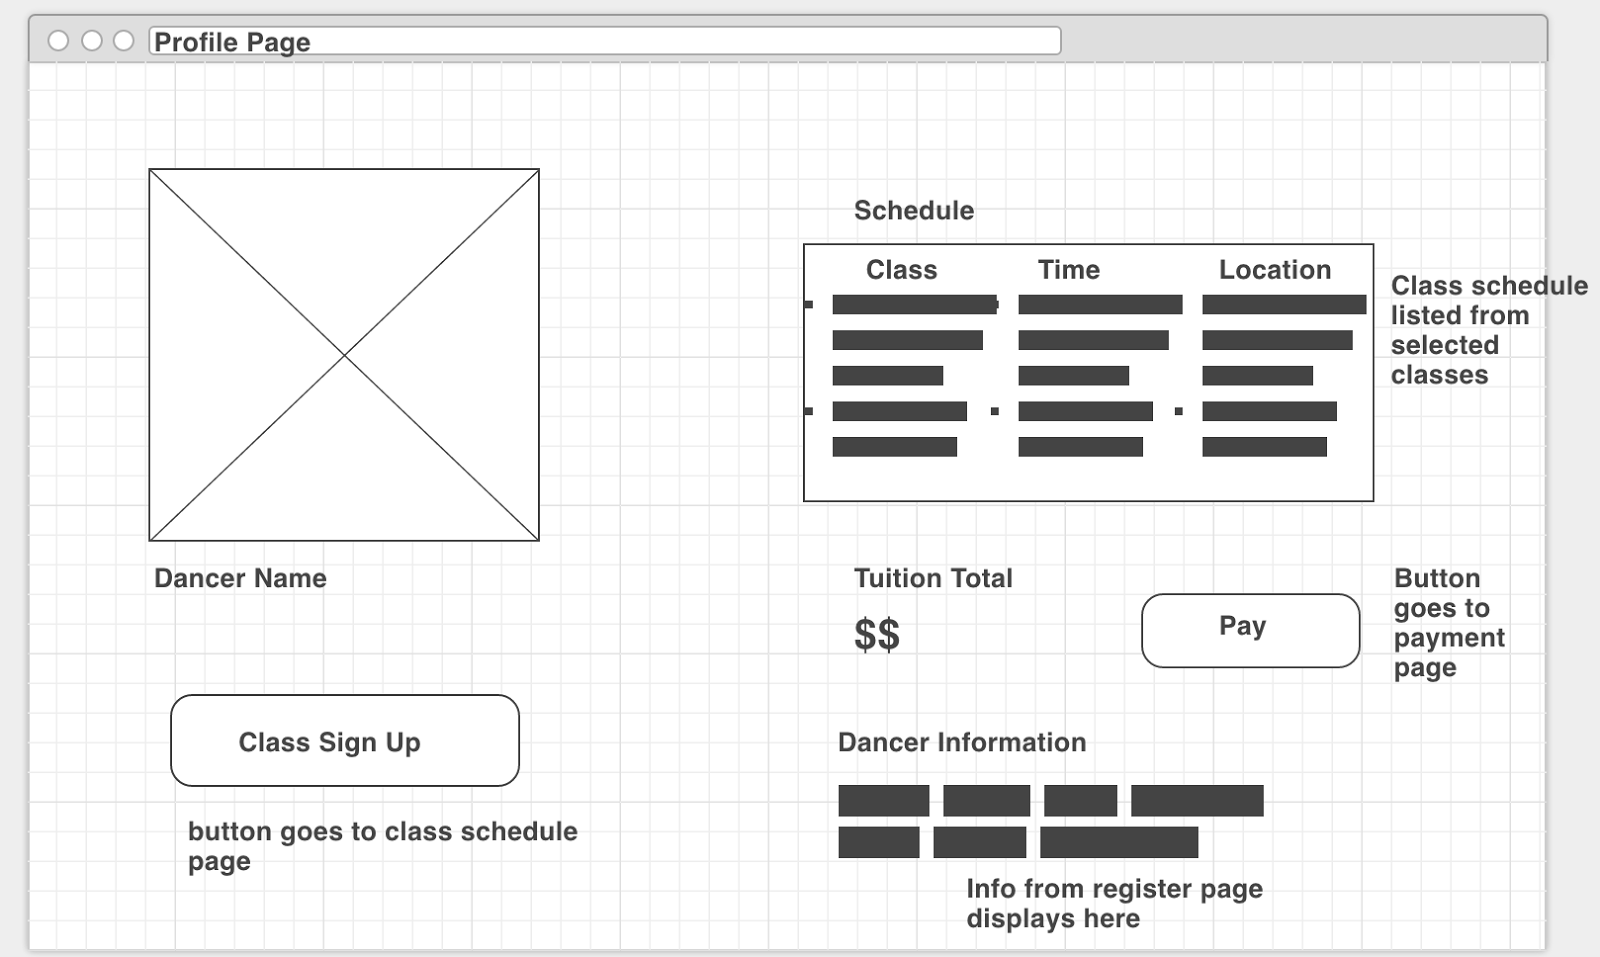 Profile Page
Dancer Name
Class Sign Up
button goes to class schedule
page
Schedule
Class Time Location
Class schedule
listed from
selected
classes
Tuition Total
$$
Pay
Button
goes to
payment
page
Dancer Information
Info from register page
displays here